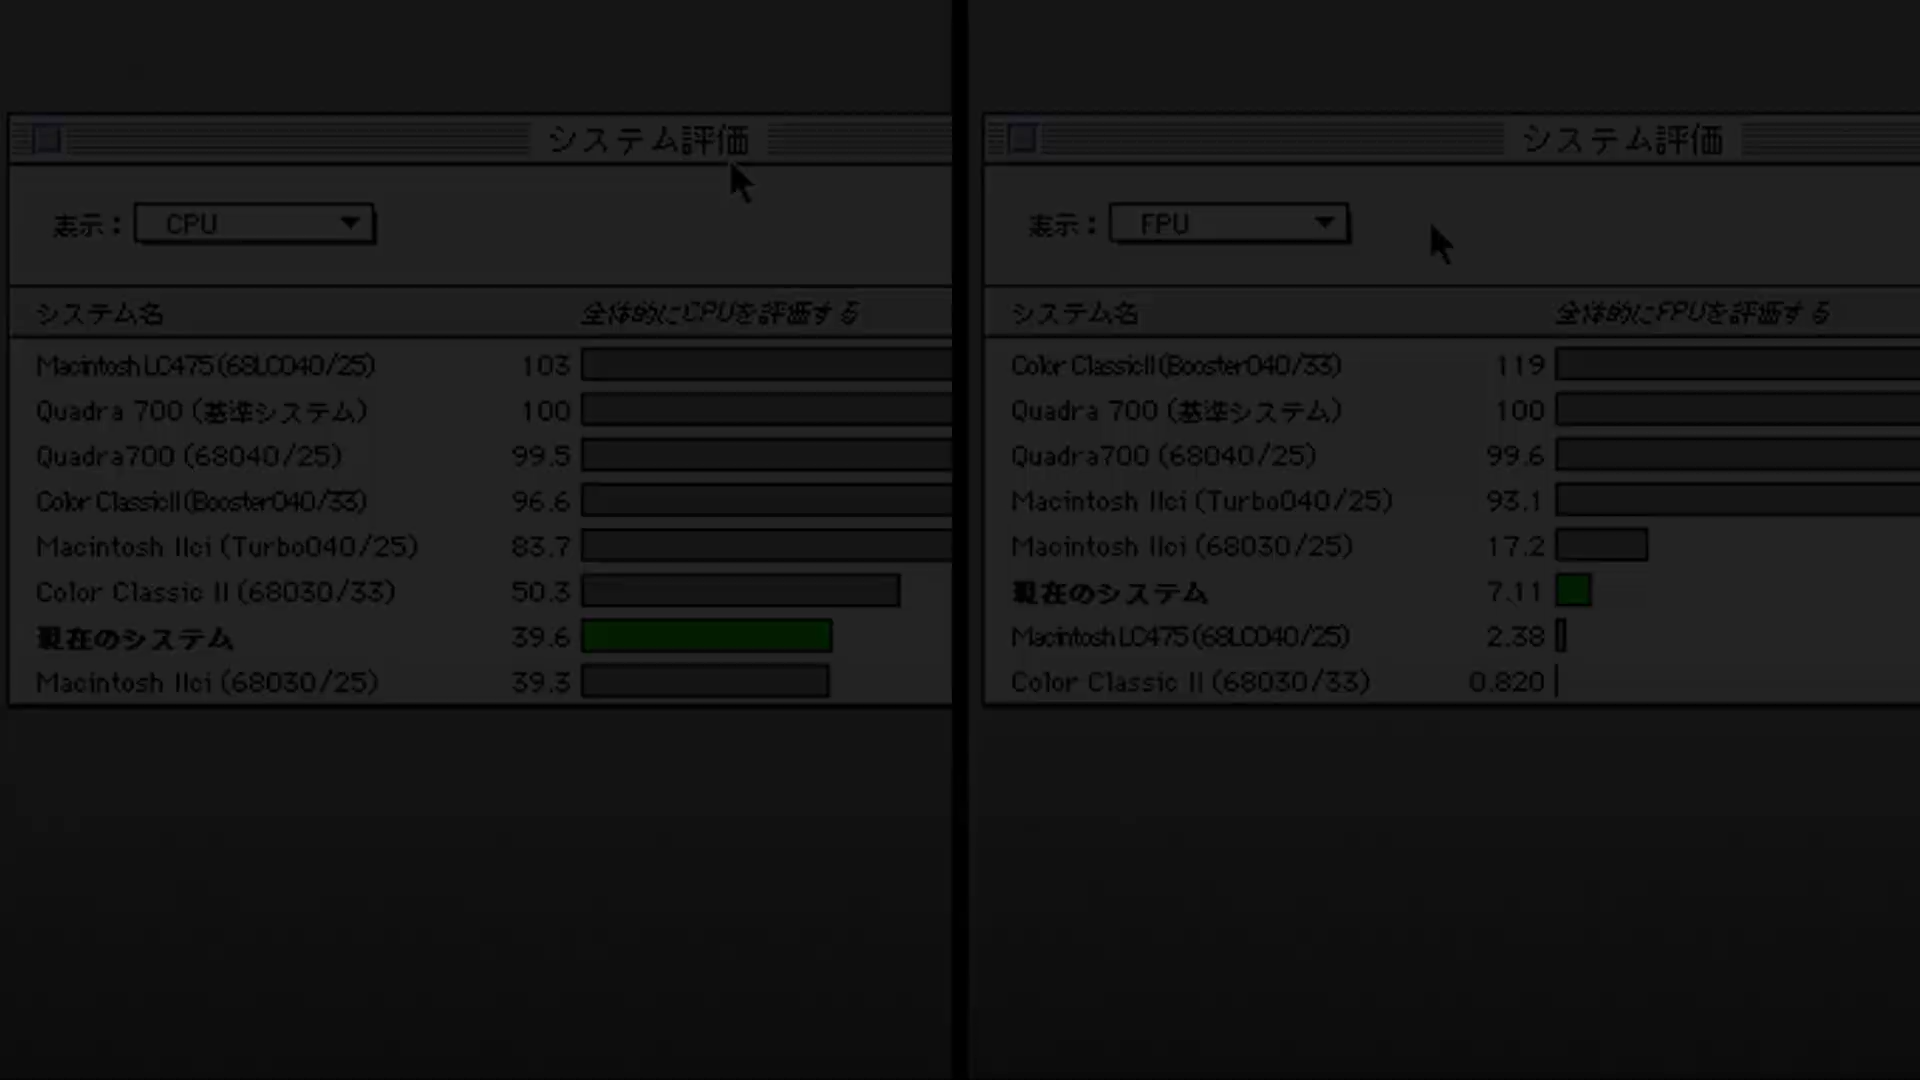 システム評価
表示： CPU
システム名 全体的にCPUを評価する
Macintosh LC475 (68LC040/25) 103
Quadra 700 (基準システム) 100
Quadra700 (68040/25) 99.5
Color ClassicII (Booster040/33) 96.6
Macintosh IIci (Turbo040/25) 83.7
Color Classic II (68030/33) 50.3
現在のシステム 39.6
Macintosh IIci (68030/25) 39.3
システム評価
表示： FPU
システム名 全体的にFPUを評価する
Color ClassicII (Booster040/33) 119
Quadra 700 (基準システム) 100
Quadra700 (68040/25) 99.6
Macintosh IIci (Turbo040/25) 93.1
Macintosh IIci (68030/25) 17.2
現在のシステム 7.11
Macintosh LC475 (68LC040/25) 2.38
Color Classic II (68030/33) 0.820